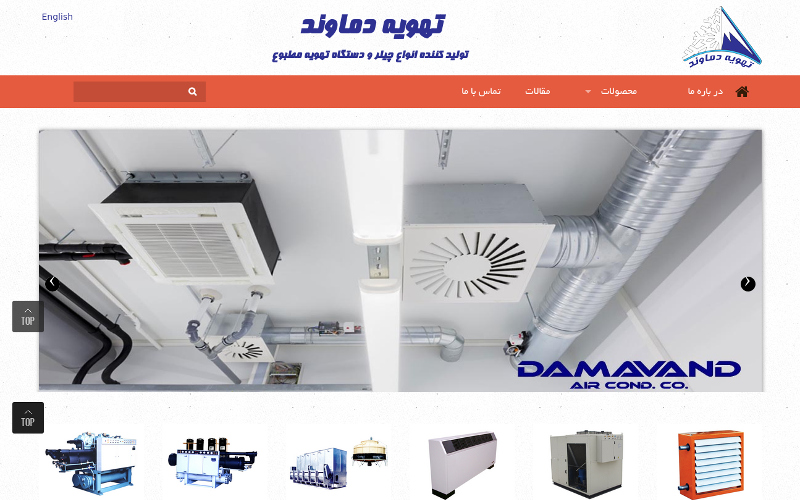 English
تهویه دماوند
تولید کننده انواع چیلر و دستگاه تهویه مطبوع
تهویه دماوند
در باره ما
محصولات
مقالات
تماس با ما
DAMAVAND
AIR COND. CO.
TOP
TOP